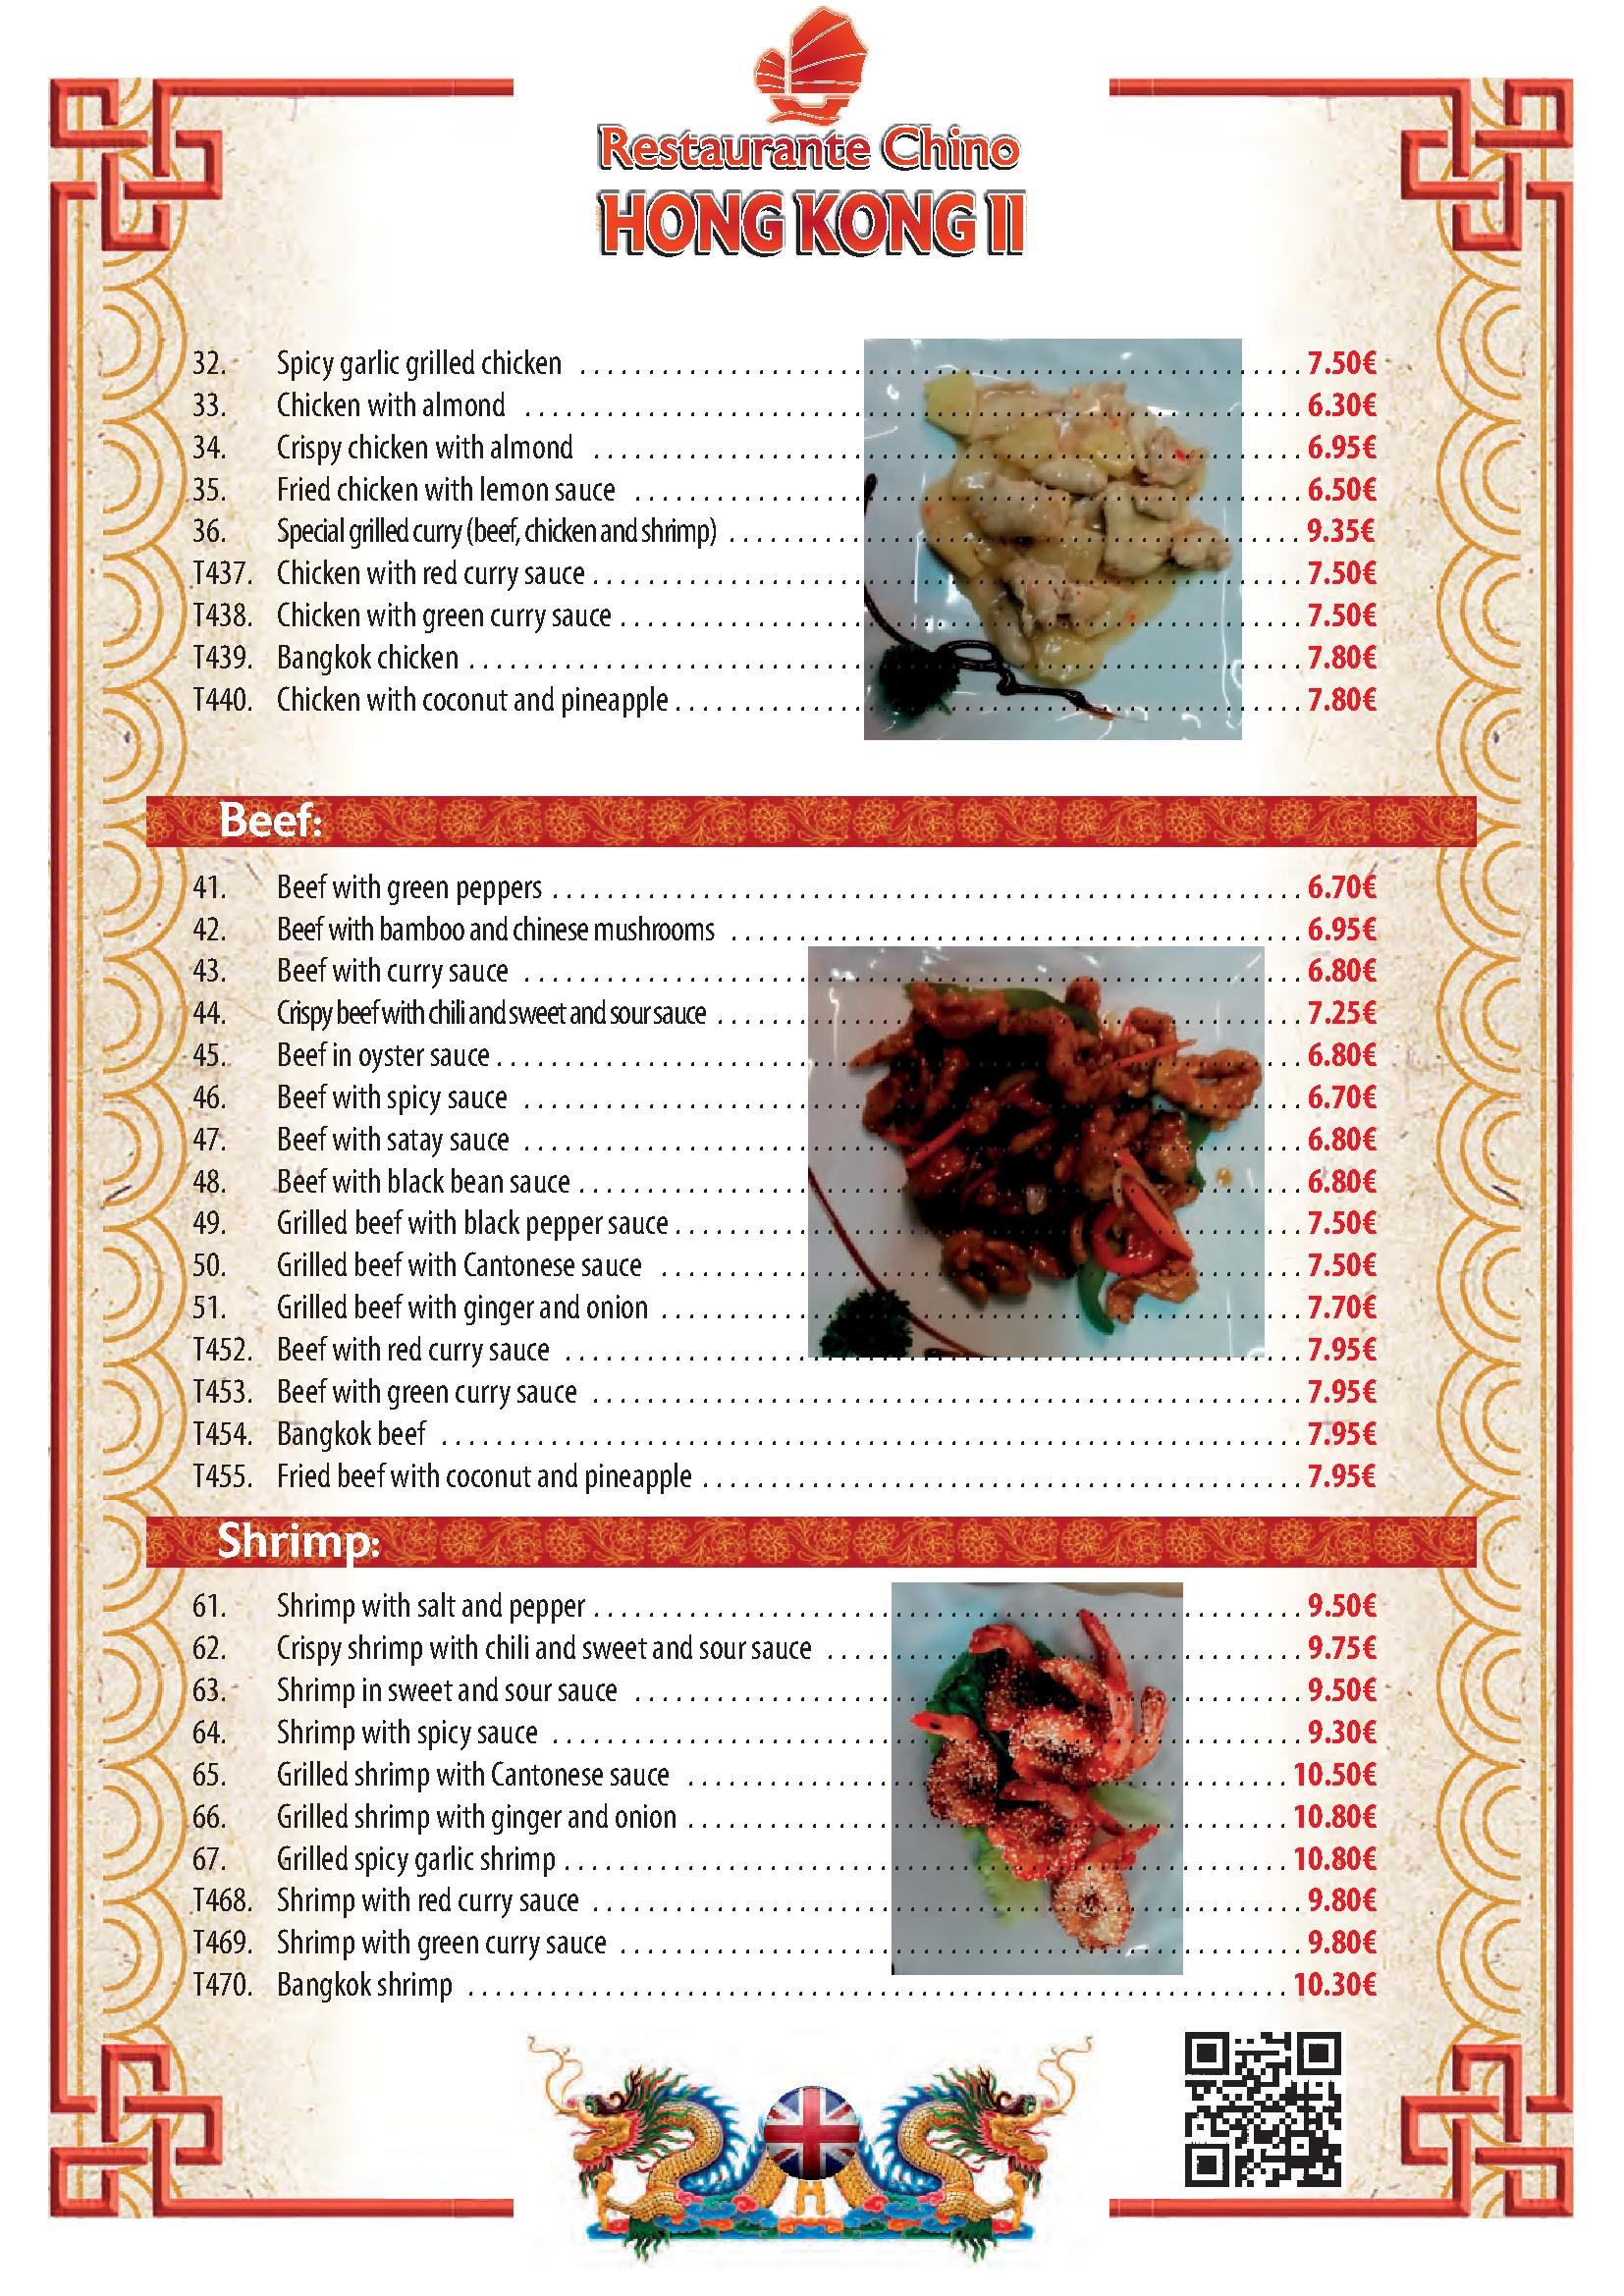 Restaurante Chino
HONG KONG II
32. Spicy garlic grilled chicken 7.50€
33. Chicken with almond 6.30€
34. Crispy chicken with almond 6.95€
35. Fried chicken with lemon sauce 6.50€
36. Special grilled curry (beef, chicken and shrimp) 9.35€
T437. Chicken with red curry sauce 7.50€
T438. Chicken with green curry sauce 7.50€
T439. Bangkok chicken 7.80€
T440. Chicken with coconut and pineapple 7.80€
Beef:
41. Beef with green peppers 6.70€
42. Beef with bamboo and chinese mushrooms 6.95€
43. Beef with curry sauce 6.80€
44. Crispy beef with chili and sweet and sour sauce 7.25€
45. Beef in oyster sauce 6.80€
46. Beef with spicy sauce 6.70€
47. Beef with satay sauce 6.80€
48. Beef with black bean sauce 6.80€
49. Grilled beef with black pepper sauce 7.50€
50. Grilled beef with Cantonese sauce 7.50€
51. Grilled beef with ginger and onion 7.70€
T452. Beef with red curry sauce 7.95€
T453. Beef with green curry sauce 7.95€
T454. Bangkok beef 7.95€
T455. Fried beef with coconut and pineapple 7.95€
Shrimp:
61. Shrimp with salt and pepper 9.50€
62. Crispy shrimp with chili and sweet and sour sauce 9.75€
63. Shrimp in sweet and sour sauce 9.50€
64. Shrimp with spicy sauce 9.30€
65. Grilled shrimp with Cantonese sauce 10.50€
66. Grilled shrimp with ginger and onion 10.80€
67. Grilled spicy garlic shrimp 10.80€
T468. Shrimp with red curry sauce 9.80€
T469. Shrimp with green curry sauce 9.80€
T470. Bangkok shrimp 10.30€